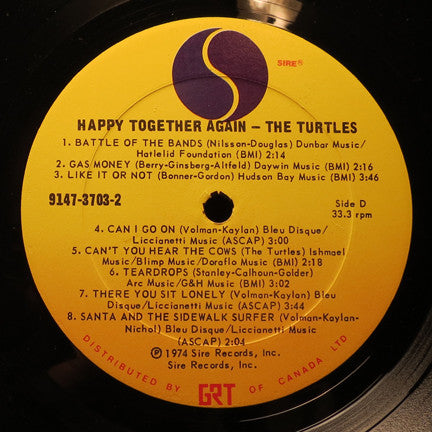 SIRE®
HAPPY TOGETHER AGAIN – THE TURTLES
1. BATTLE OF THE BANDS (Nilsson-Douglas) Dunbar Music/
Hatlelid Foundation (BMI) 2:14
2. GAS MONEY (Berry-Ginsberg-Altfeld) Daywin Music (BMI) 2:16
3. LIKE IT OR NOT (Bonner-Gordon) Hudson Bay Music (BMI) 3:46
9147-3703-2
Side D
33.3 rpm
4. CAN I GO ON (Volman-Kaylan) Bleu Disque/
Liccianetti Music (ASCAP) 3:00
5. CAN'T YOU HEAR THE COWS (The Turtles) Ishmael
Music/Blimp Music/Doraflo Music (BMI) 2:18
6. TEARDROPS (Stanley-Calhoun-Golder)
Arc Music/G&H Music (BMI) 3:02
7. THERE YOU SIT LONELY (Volman-Kaylan) Bleu
Disque/Liccianetti Music (ASCAP) 3:44
8. SANTA AND THE SIDEWALK SURFER (Volman-Kaylan-
Nichol) Bleu Disque/Liccianetti Music
(ASCAP) 2:04
℗ 1974 Sire Records, Inc.
Sire Records, Inc.
DISTRIBUTED BY GRT OF CANADA LTD